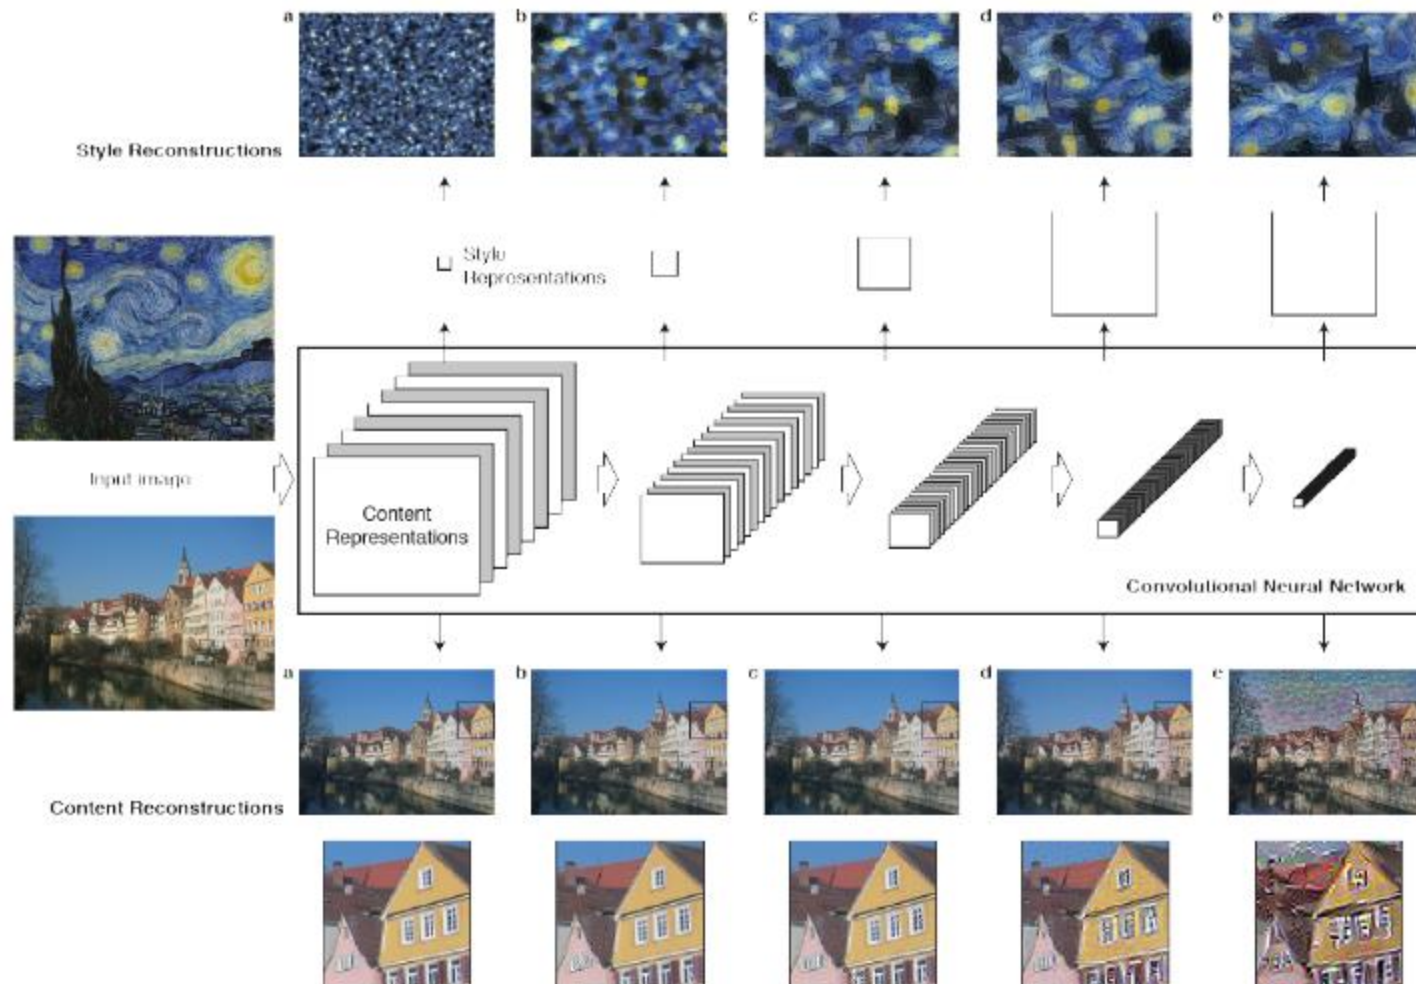 a b c d e
Style Reconstructions
Style
Representations
Input image
Content
Representations
Convolutional Neural Network
a b c d e
Content Reconstructions